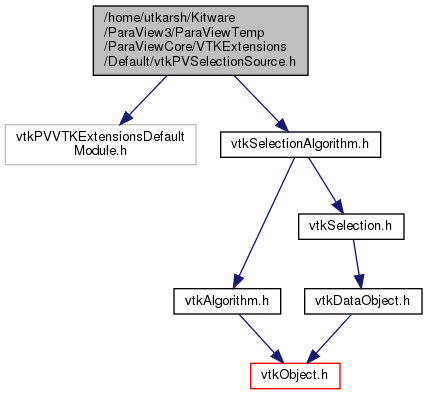 /home/utkarsh/Kitware
/ParaView3/ParaViewTemp
/ParaViewCore/VTKExtensions
/Default/vtkPVSelectionSource.h
vtkPVVTKExtensionsDefault
Module.h
vtkSelectionAlgorithm.h
vtkSelection.h
vtkAlgorithm.h
vtkDataObject.h
vtkObject.h